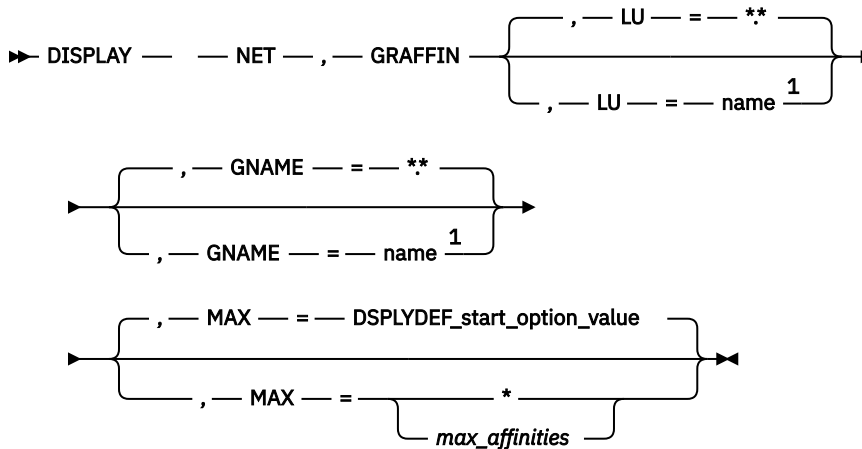 , LU = *.*
DISPLAY NET , GRAFFIN
, LU = name 1
, GNAME = *.*
, GNAME = name 1
, MAX = DSPLYDEF_start_option_value
, MAX = *
max_affinities